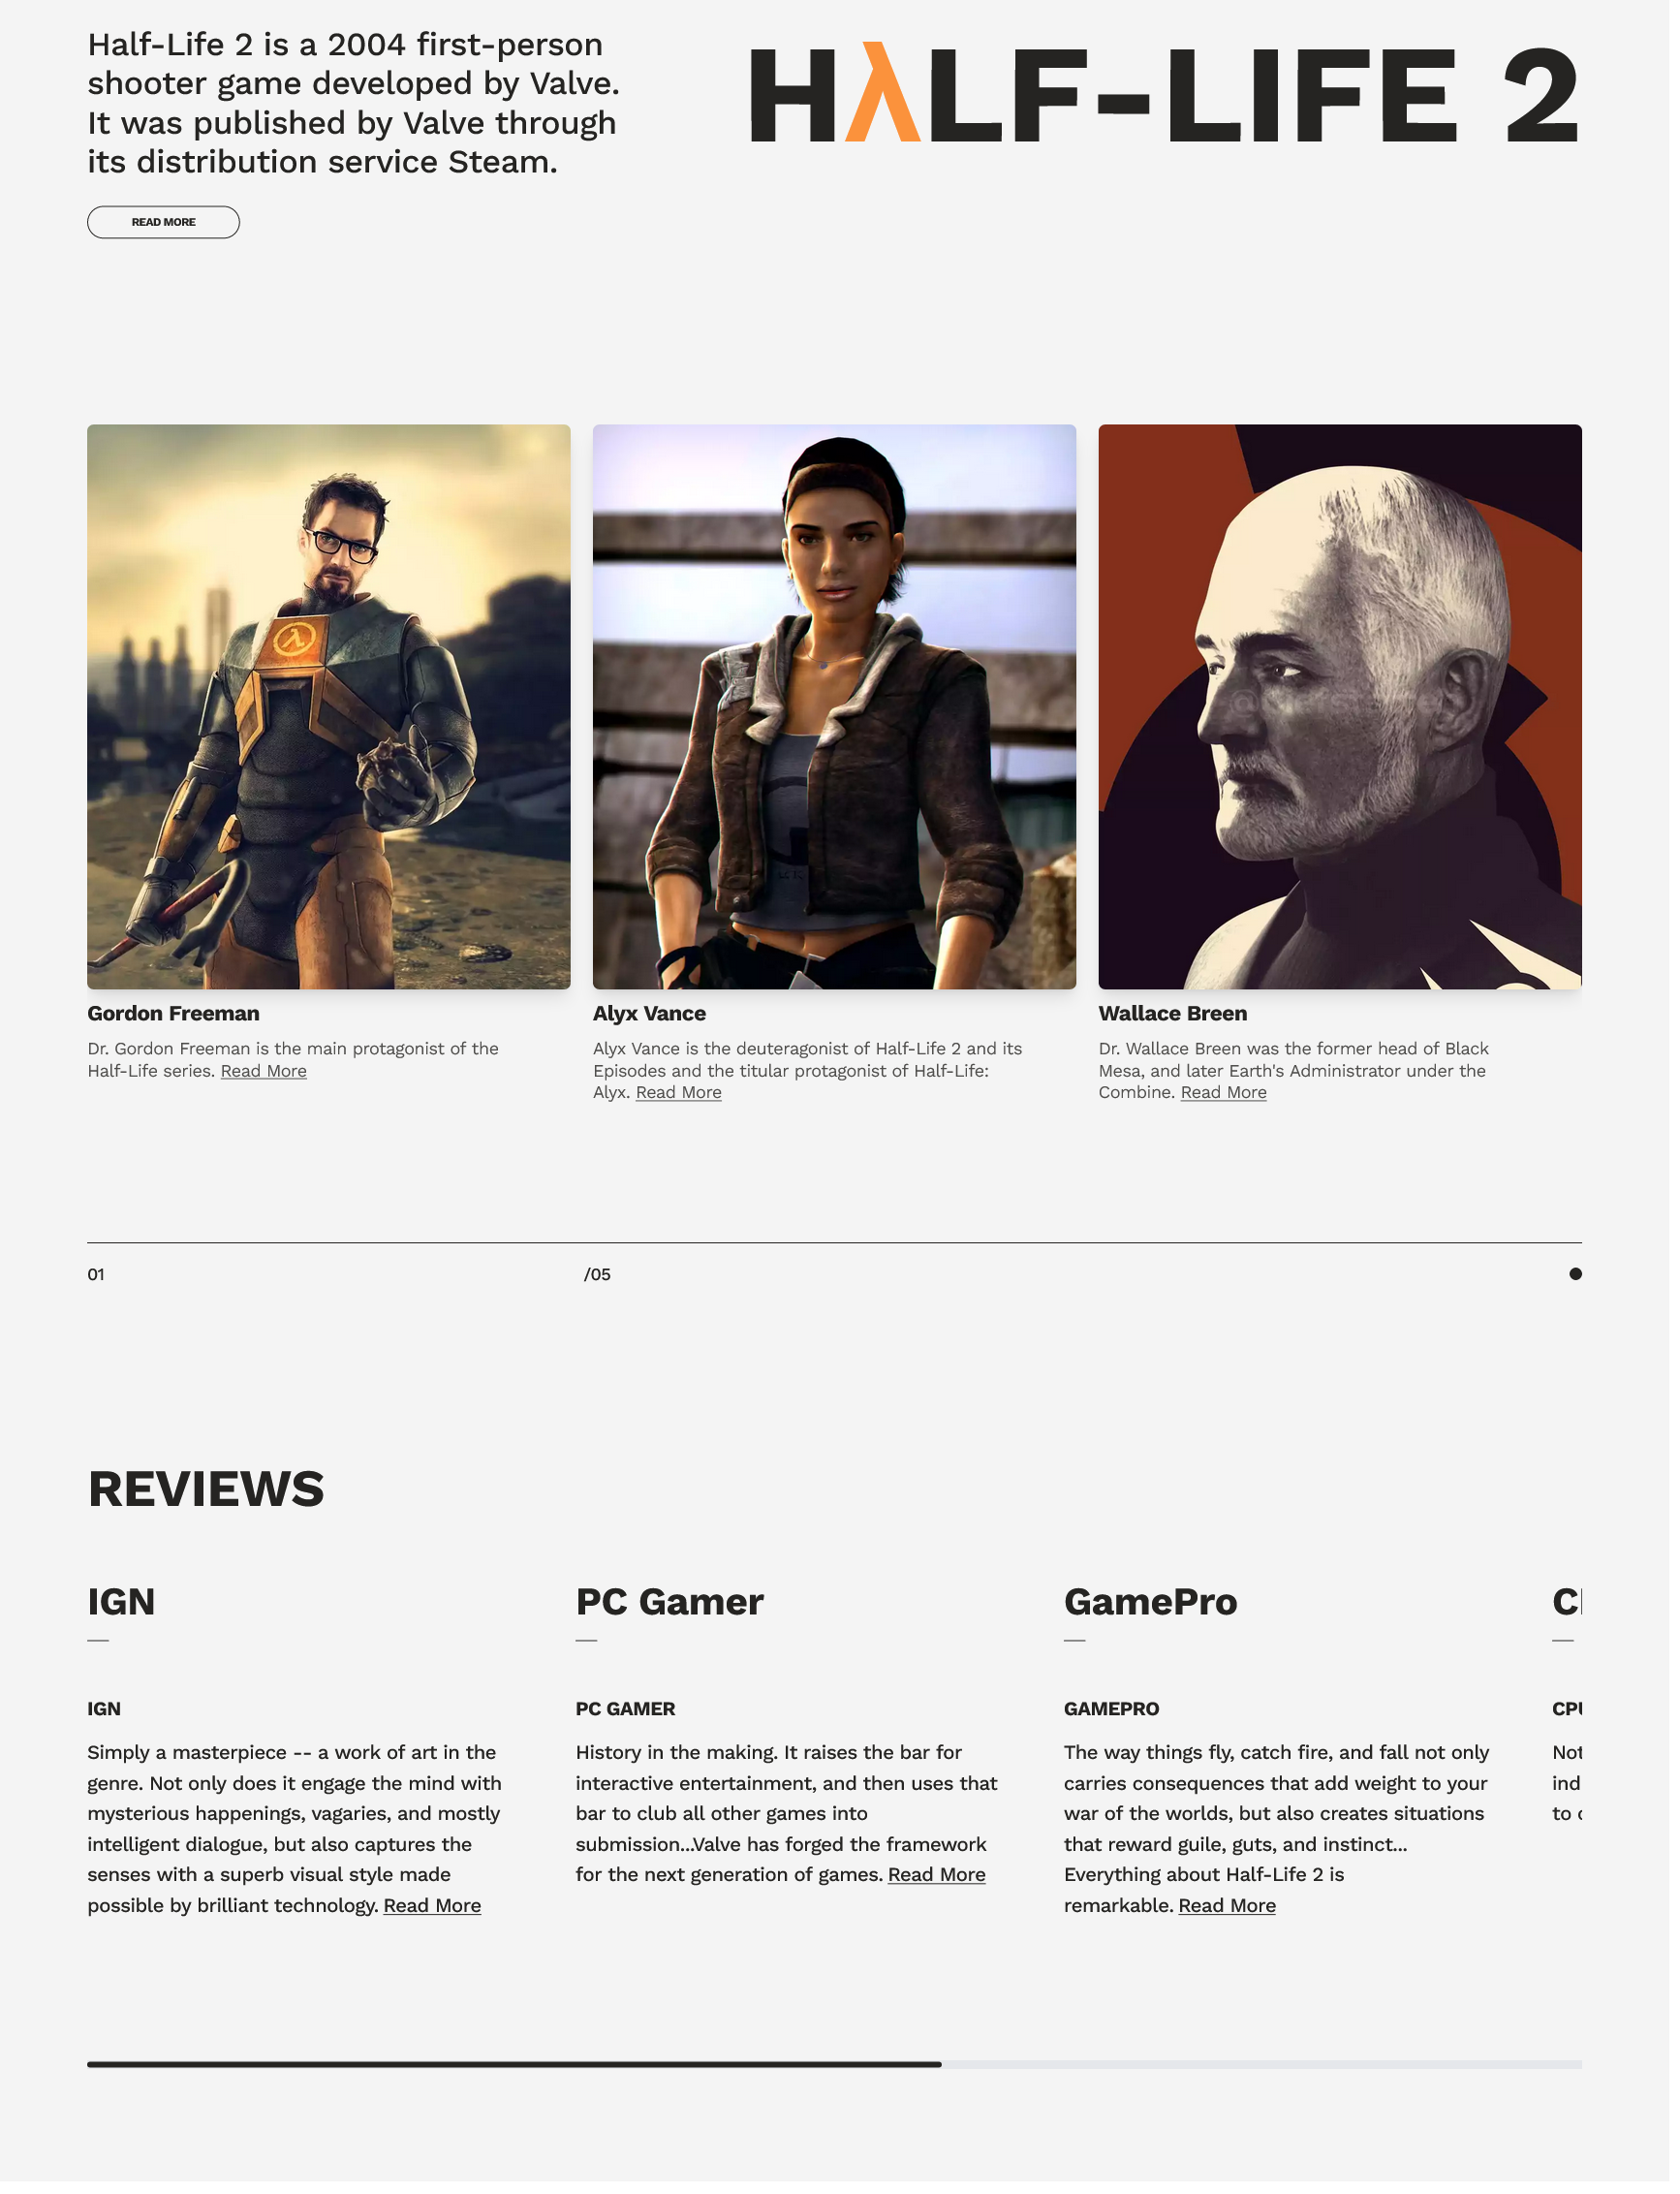 Half-Life 2 is a 2004 first-person
shooter game developed by Valve.
It was published by Valve through
its distribution service Steam.
READ MORE
HλLF-LIFE 2
Gordon Freeman
Dr. Gordon Freeman is the main protagonist of the
Half-Life series. Read More
Alyx Vance
Alyx Vance is the deuteragonist of Half-Life 2 and its
Episodes and the titular protagonist of Half-Life:
Alyx. Read More
Wallace Breen
Dr. Wallace Breen was the former head of Black
Mesa, and later Earth's Administrator under the
Combine. Read More
01
/05
REVIEWS
IGN
—
IGN
Simply a masterpiece -- a work of art in the
genre. Not only does it engage the mind with
mysterious happenings, vagaries, and mostly
intelligent dialogue, but also captures the
senses with a superb visual style made
possible by brilliant technology. Read More
PC Gamer
—
PC GAMER
History in the making. It raises the bar for
interactive entertainment, and then uses that
bar to club all other games into
submission...Valve has forged the framework
for the next generation of games. Read More
GamePro
—
GAMEPRO
The way things fly, catch fire, and fall not only
carries consequences that add weight to your
war of the worlds, but also creates situations
that reward guile, guts, and instinct...
Everything about Half-Life 2 is
remarkable. Read More
C
—
CPU
Not
ind
to